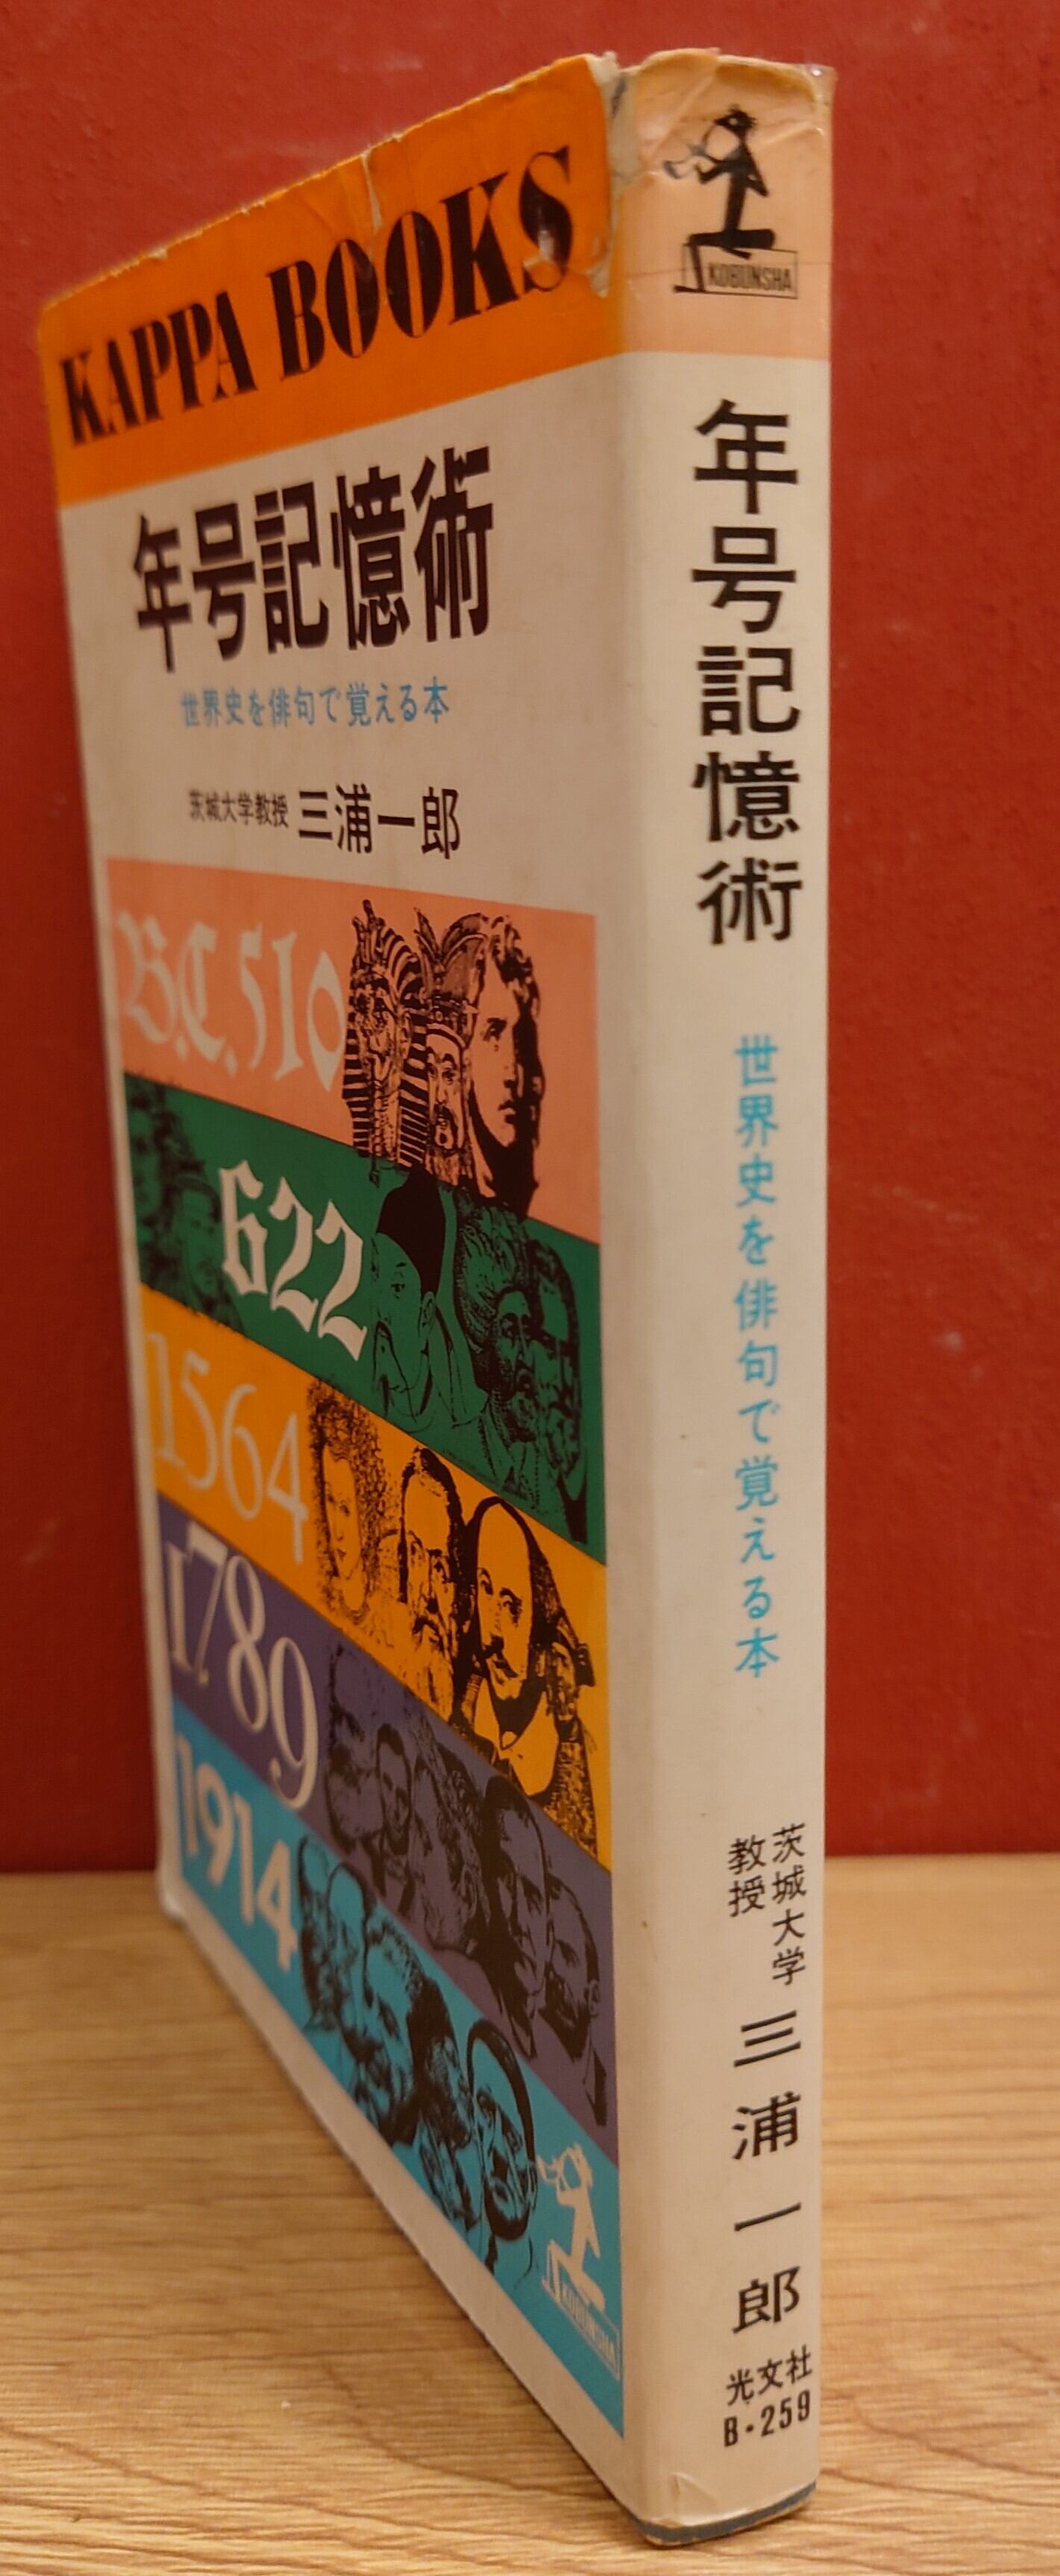 KAPPA BOOKS
年号記憶術
世界史を俳句で覚える本
茨城大学教授 三浦一郎
B.C.510
622
1564
1789
1914
KOBUNSHA
KOBUNSHA
年号記憶術
世界史を俳句で覚える本
茨城大学
教授
三浦一郎
光文社
B・259